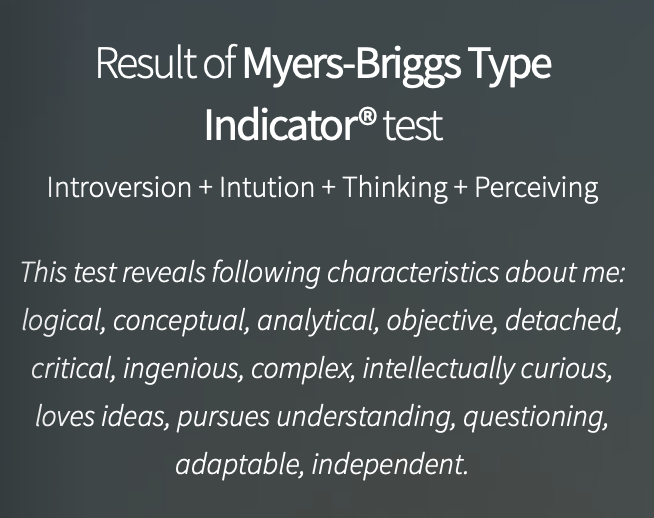 Result of Myers-Briggs Type
Indicator® test
Introversion + Intution + Thinking + Perceiving
This test reveals following characteristics about me:
logical, conceptual, analytical, objective, detached,
critical, ingenious, complex, intellectually curious,
loves ideas, pursues understanding, questioning,
adaptable, independent.